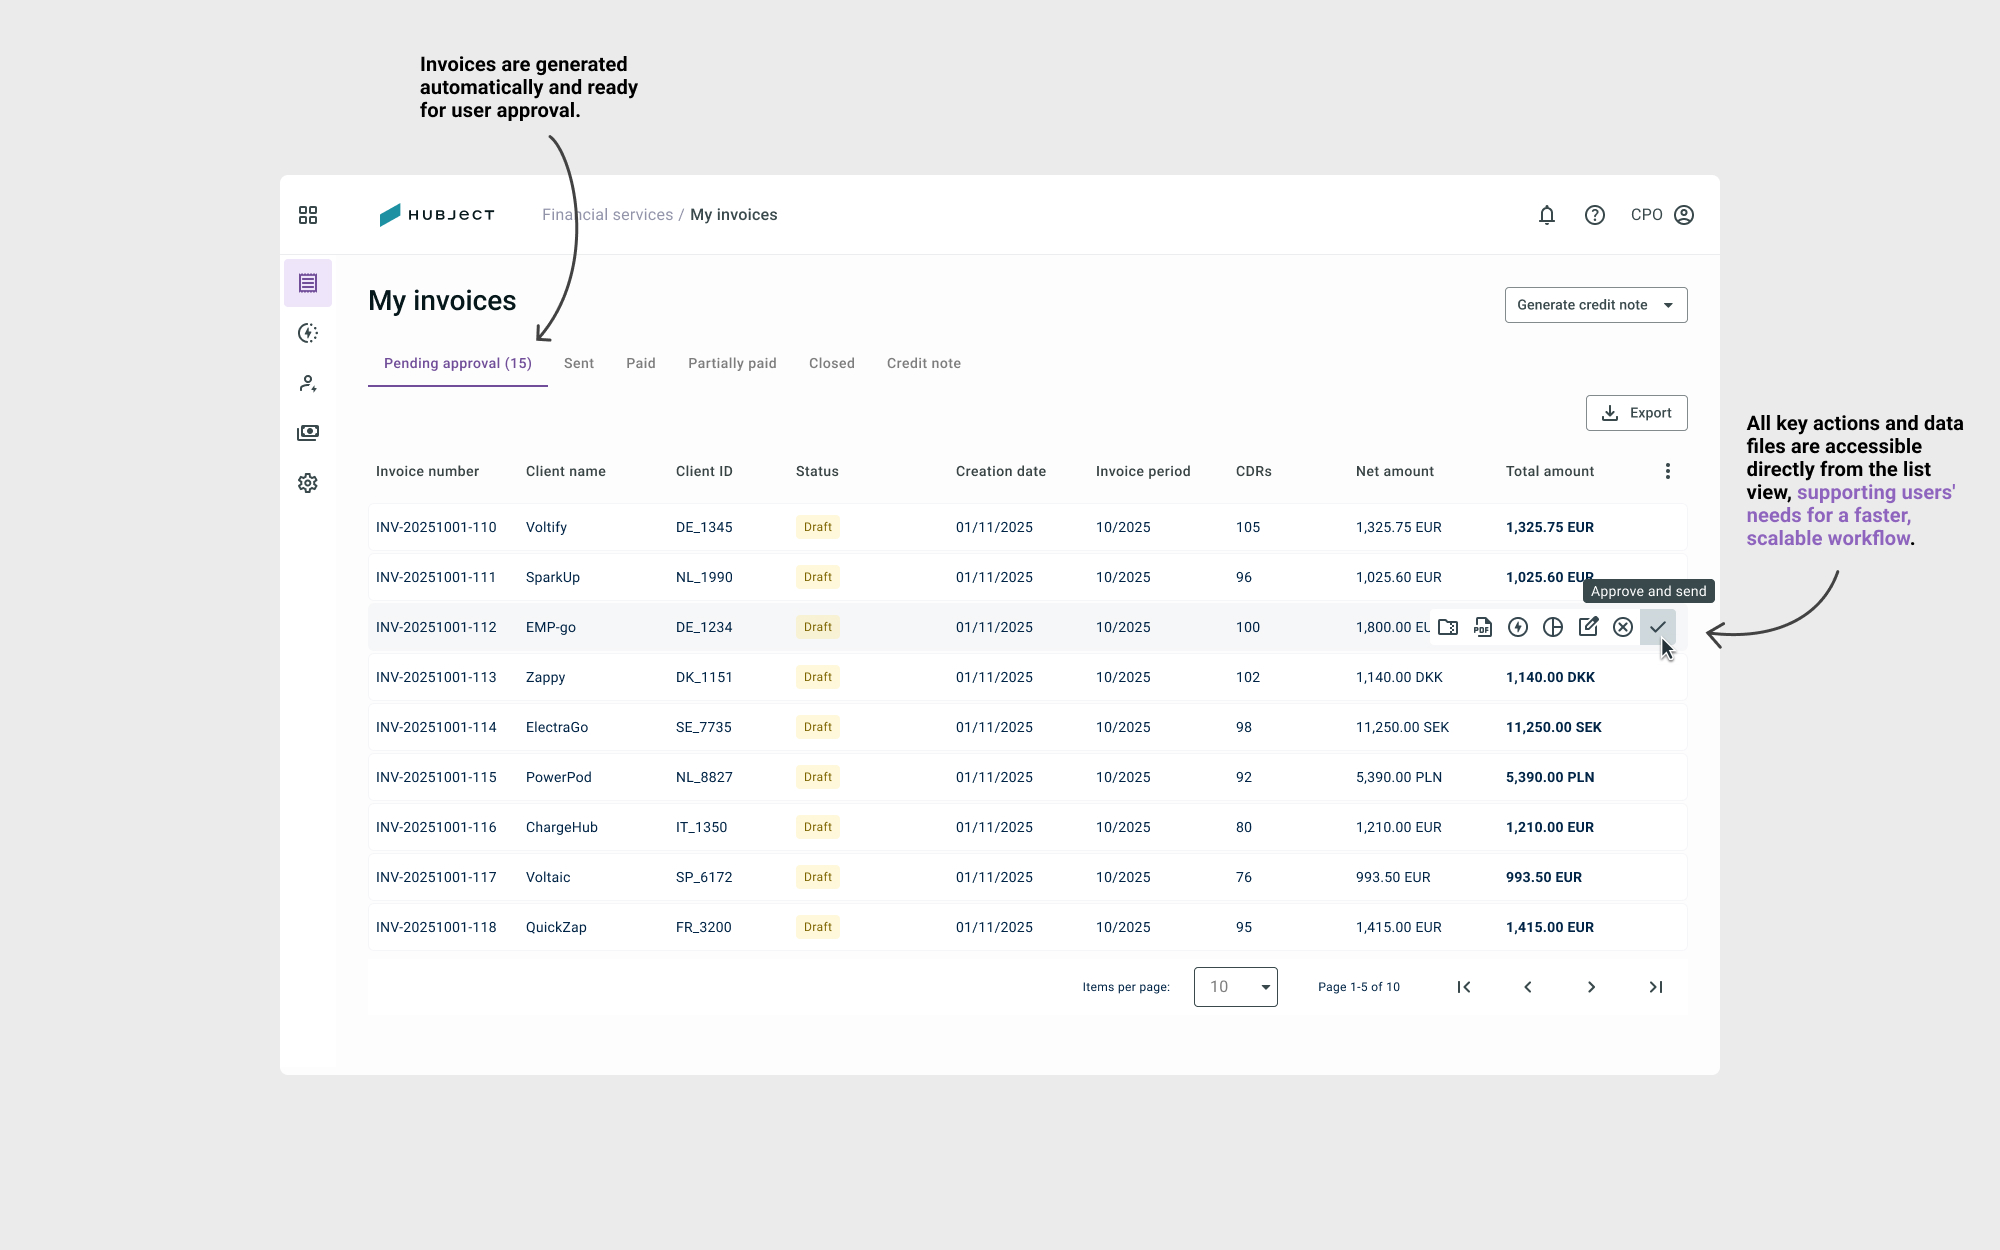 Invoices are generated
automatically and ready
for user approval.
HUBJECT
Financial services / My invoices
CPO
My invoices
Generate credit note
Pending approval (15) Sent Paid Partially paid Closed Credit note
Export
All key actions and data
files are accessible
directly from the list
view, supporting users'
needs for a faster,
scalable workflow.
Invoice number Client name Client ID Status Creation date Invoice period CDRs Net amount Total amount
INV-20251001-110 Voltify DE_1345 Draft 01/11/2025 10/2025 105 1,325.75 EUR 1,325.75 EUR
INV-20251001-111 SparkUp NL_1990 Draft 01/11/2025 10/2025 96 1,025.60 EUR 1,025.60 EUR
Approve and send
INV-20251001-112 EMP-go DE_1234 Draft 01/11/2025 10/2025 100 1,800.00 EU PDF
INV-20251001-113 Zappy DK_1151 Draft 01/11/2025 10/2025 102 1,140.00 DKK 1,140.00 DKK
INV-20251001-114 ElectraGo SE_7735 Draft 01/11/2025 10/2025 98 11,250.00 SEK 11,250.00 SEK
INV-20251001-115 PowerPod NL_8827 Draft 01/11/2025 10/2025 92 5,390.00 PLN 5,390.00 PLN
INV-20251001-116 ChargeHub IT_1350 Draft 01/11/2025 10/2025 80 1,210.00 EUR 1,210.00 EUR
INV-20251001-117 Voltaic SP_6172 Draft 01/11/2025 10/2025 76 993.50 EUR 993.50 EUR
INV-20251001-118 QuickZap FR_3200 Draft 01/11/2025 10/2025 95 1,415.00 EUR 1,415.00 EUR
Items per page: 10 Page 1-5 of 10